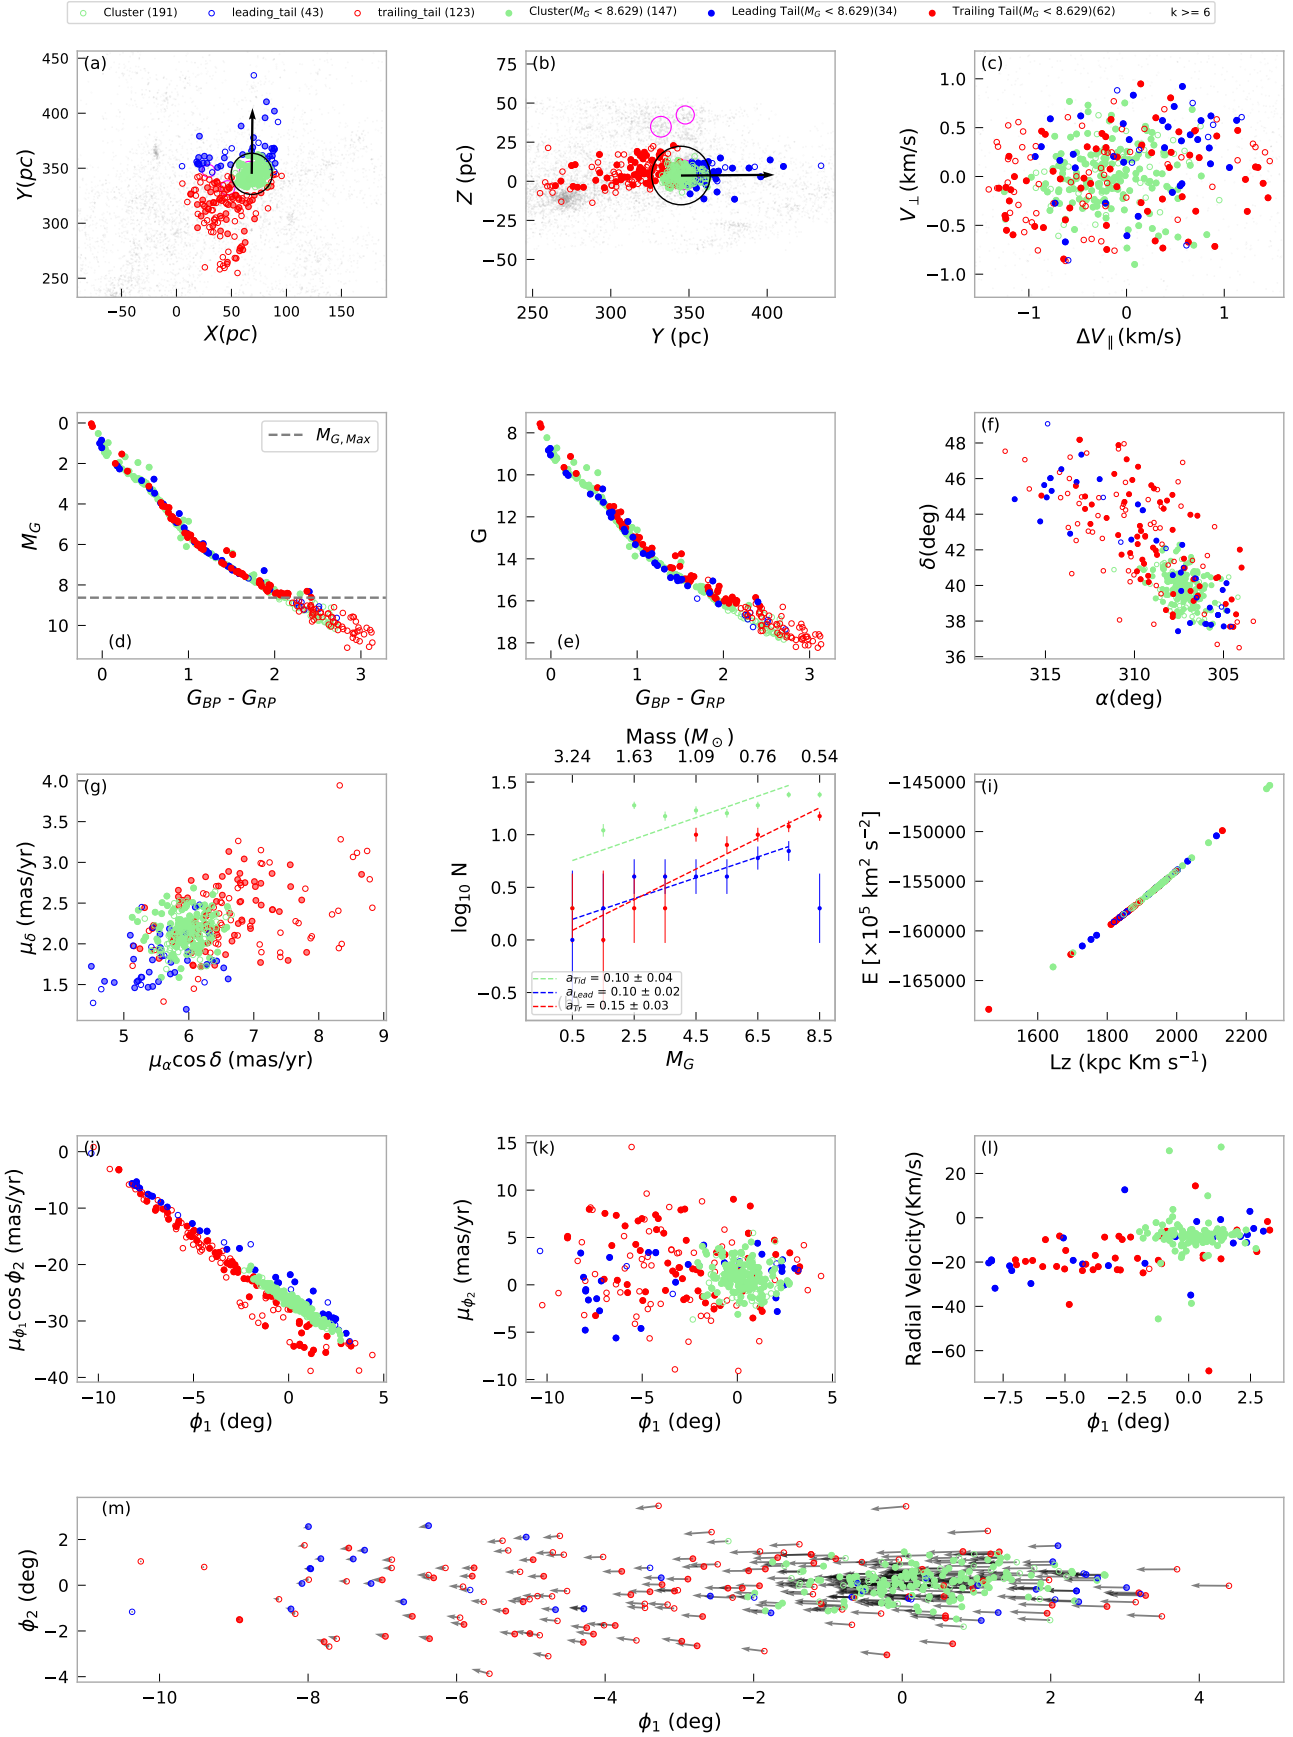 Cluster (191) leading_tail (43) trailing_tail (123) Cluster(M_G < 8.629) (147) Leading Tail(M_G < 8.629)(34) Trailing Tail(M_G < 8.629)(62) k >= 6
(a)
450
400
350
300
250
Y(pc)
−50 0 50 100 150
X(pc)
(b)
75
50
25
0
−25
−50
Z (pc)
250 300 350 400
Y (pc)
(c)
1.0
0.5
0.0
−0.5
−1.0
V⊥(km/s)
−1 0 1
ΔV∥(km/s)
(d)
0
2
4
6
8
10
M_G
M_G,Max
0 1 2 3
G_BP - G_RP
(e)
8
10
12
14
16
18
G
0 1 2 3
G_BP - G_RP
(f)
48
46
44
42
40
38
36
δ(deg)
315 310 305
α(deg)
(g)
4.0
3.5
3.0
2.5
2.0
1.5
μ_δ (mas/yr)
5 6 7 8 9
μ_α cos δ (mas/yr)
Mass (M_⊙)
3.24 1.63 1.09 0.76 0.54
1.5
1.0
0.5
0.0
−0.5
log₁₀ N
a_Tid = 0.10 ± 0.04
a_Lead = 0.10 ± 0.02
a_Tr = 0.15 ± 0.03
0.5 2.5 4.5 6.5 8.5
M_G
(i)
−145000
−150000
−155000
−160000
−165000
E [×10⁵ km² s⁻²]
1600 1800 2000 2200
Lz (kpc Km s⁻¹)
(j)
0
−10
−20
−30
−40
μ_ϕ₁ cos ϕ₂ (mas/yr)
−10 −5 0 5
ϕ₁ (deg)
(k)
15
10
5
0
−5
−10
μ_ϕ₂ (mas/yr)
−10 −5 0 5
ϕ₁ (deg)
(l)
20
0
−20
−40
−60
Radial Velocity(Km/s)
−7.5 −5.0 −2.5 0.0 2.5
ϕ₁ (deg)
(m)
2
0
−2
−4
ϕ₂ (deg)
−10 −8 −6 −4 −2 0 2 4
ϕ₁ (deg)